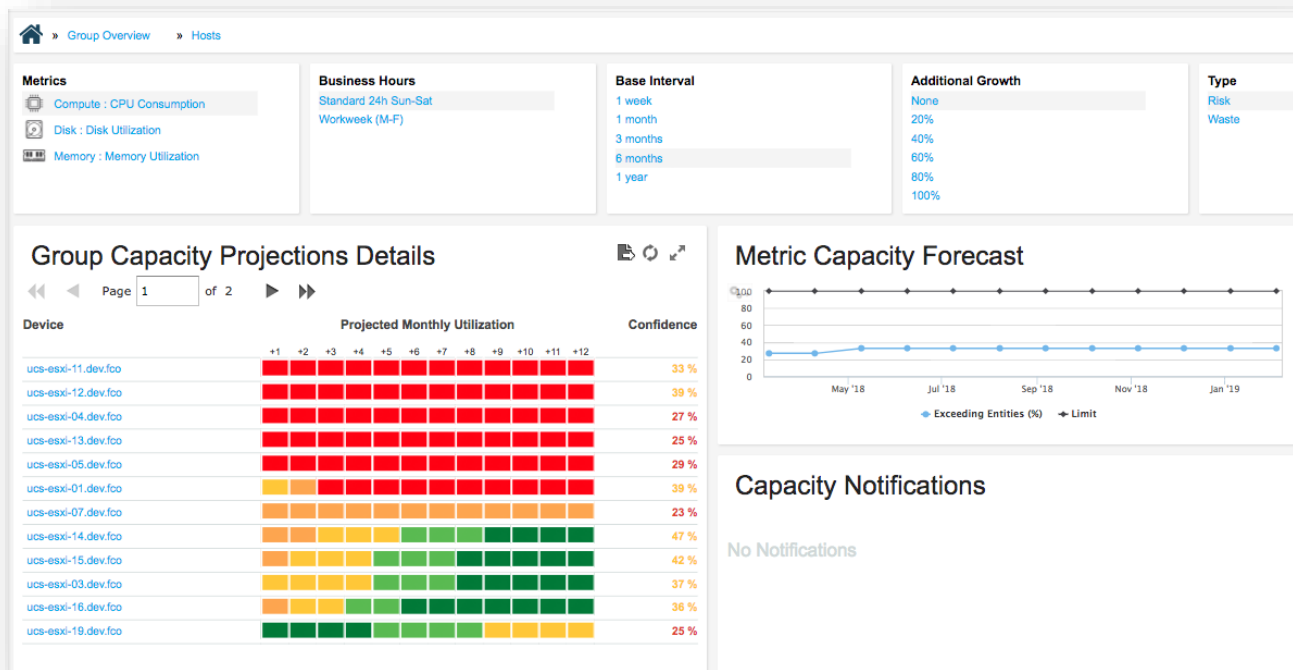 » Group Overview » Hosts
Metrics
Compute : CPU Consumption
Disk : Disk Utilization
Memory : Memory Utilization
Business Hours
Standard 24h Sun-Sat
Workweek (M-F)
Base Interval
1 week
1 month
3 months
6 months
1 year
Additional Growth
None
20%
40%
60%
80%
100%
Type
Risk
Waste
Group Capacity Projections Details
Page 1 of 2
Device Projected Monthly Utilization Confidence
+1 +2 +3 +4 +5 +6 +7 +8 +9 +10 +11 +12
ucs-esxi-11.dev.fco 33 %
ucs-esxi-12.dev.fco 39 %
ucs-esxi-04.dev.fco 27 %
ucs-esxi-13.dev.fco 25 %
ucs-esxi-05.dev.fco 29 %
ucs-esxi-01.dev.fco 39 %
ucs-esxi-07.dev.fco 23 %
ucs-esxi-14.dev.fco 47 %
ucs-esxi-15.dev.fco 42 %
ucs-esxi-03.dev.fco 37 %
ucs-esxi-16.dev.fco 36 %
ucs-esxi-19.dev.fco 25 %
Metric Capacity Forecast
100
80
60
40
20
0
May '18 Jul '18 Sep '18 Nov '18 Jan '19
Exceeding Entities (%) Limit
Capacity Notifications
No Notifications